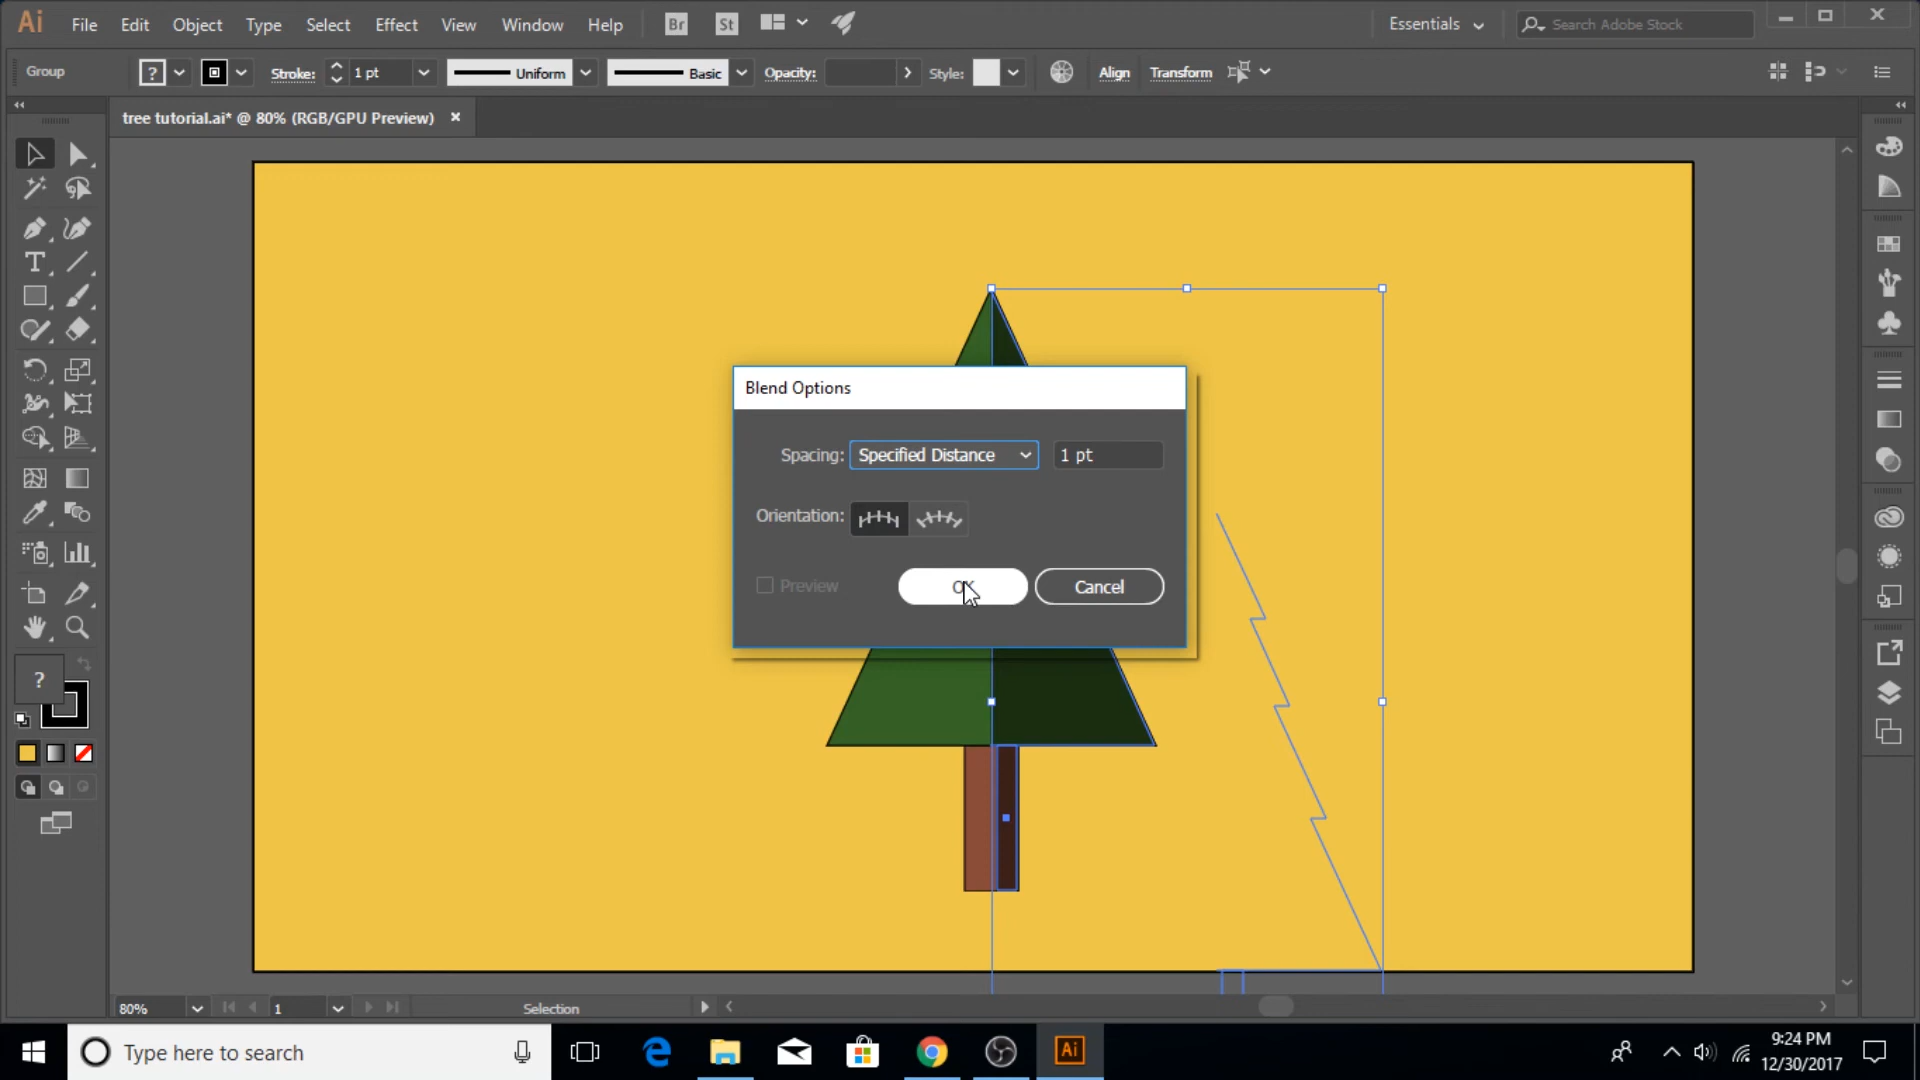 Ai File Edit Object Type Select Effect View Window Help Br St Essentials Search Adobe Stock
Group ? Stroke: 1 pt Uniform Basic Opacity: Style: Align Transform
tree tutorial.ai* @ 80% (RGB/GPU Preview)
Blend Options
Spacing: Specified Distance 1 pt
Orientation:
Preview OK Cancel
?
80% 1 Selection
Type here to search
Ai
9:24 PM
12/30/2017